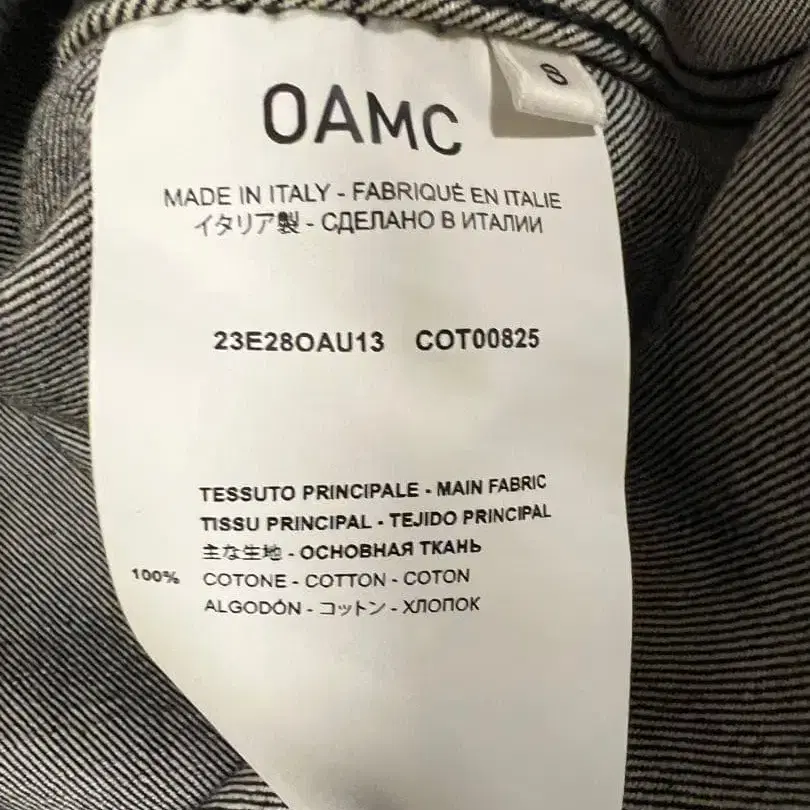 OAMC
S
MADE IN ITALY - FABRIQUÉ EN ITALIE
イタリア製 - СДЕЛАНО В ИТАЛИИ
23E28OAU13 COT00825
TESSUTO PRINCIPALE - MAIN FABRIC
TISSU PRINCIPAL - TEJIDO PRINCIPAL
主な生地 - ОСНОВНАЯ ТКАНЬ
100% COTONE - COTTON - COTON
ALGODÓN - コットン - ХЛОПОК